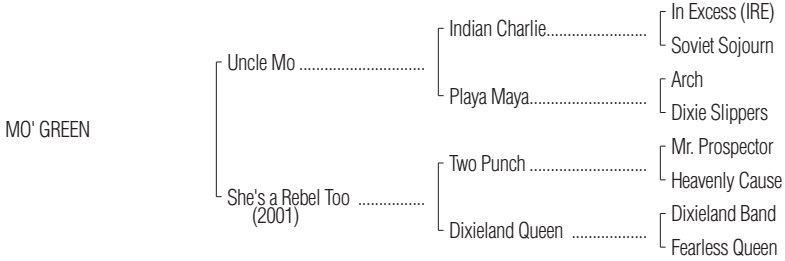 In Excess (IRE)
Indian Charlie.......................
Soviet Sojourn
Uncle Mo ............................
Arch
Playa Maya..........................
Dixie Slippers
MO' GREEN
Mr. Prospector
Two Punch ..........................
Heavenly Cause
She's a Rebel Too ...............
(2001)
Dixieland Band
Dixieland Queen .................
Fearless Queen